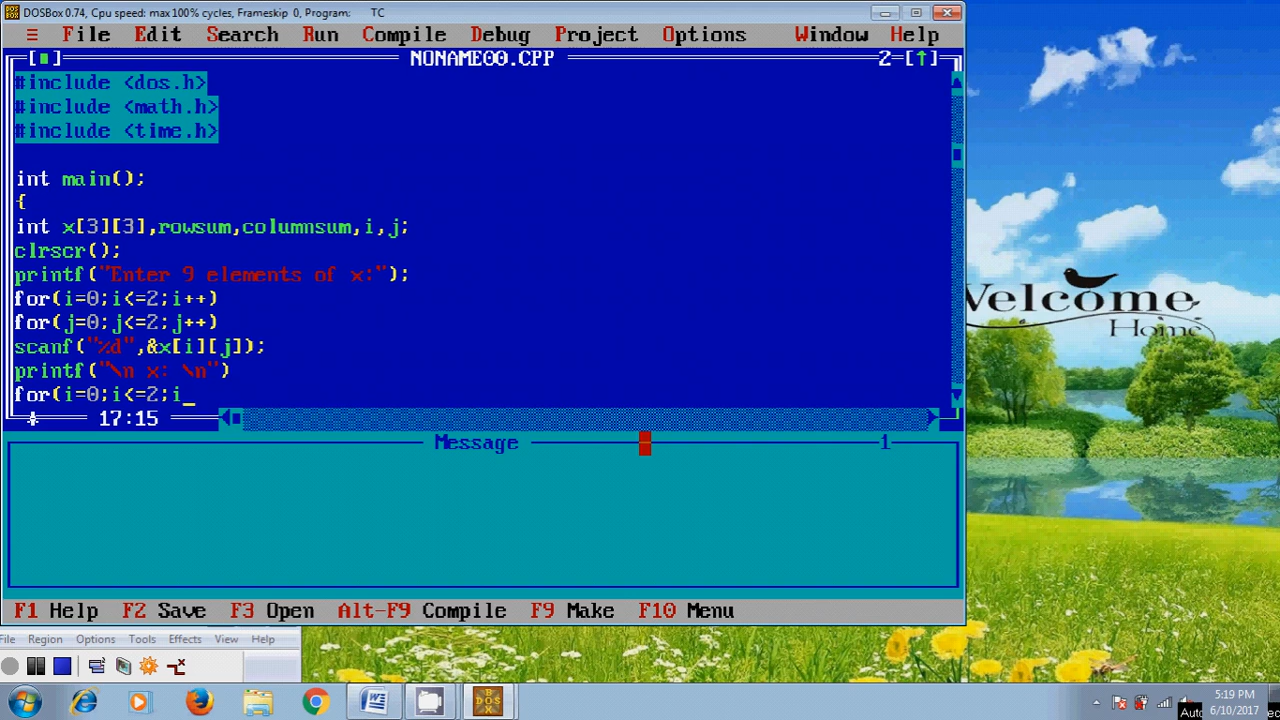 DOSBox 0.74, Cpu speed: max 100% cycles, Frameskip 0, Program: TC
≡ File Edit Search Run Compile Debug Project Options Window Help
NONAME00.CPP 2=[↑]
#include <dos.h>
#include <math.h>
#include <time.h>
int main();
{
int x[3][3],rowsum,columnsum,i,j;
clrscr();
printf("Enter 9 elements of x:");
for(i=0;i<=2;i++)
for(j=0;j<=2;j++)
scanf("%d",&x[i][j]);
printf("\n x: \n")
for(i=0;i<=2;i_
17:15
Message 1
F1 Help F2 Save F3 Open Alt-F9 Compile F9 Make F10 Menu
Welcome
Home
File Region Options Tools Effects View Help
5:19 PM
6/10/2017